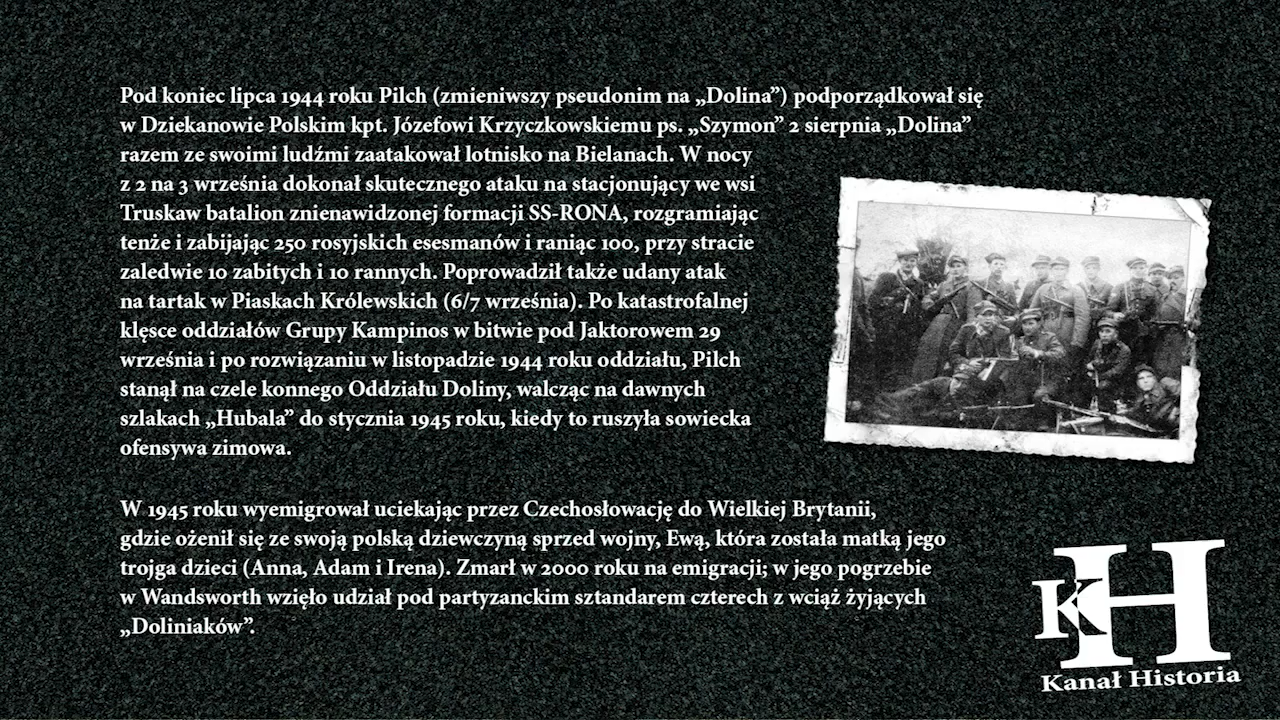 Pod koniec lipca 1944 roku Pilch (zmieniwszy pseudonim na „Dolina”) podporządkował się
w Dziekanowie Polskim kpt. Józefowi Krzyczkowskiemu ps. „Szymon” 2 sierpnia „Dolina”
razem ze swoimi ludźmi zaatakował lotnisko na Bielanach. W nocy
z 2 na 3 września dokonał skutecznego ataku na stacjonujący we wsi
Truskaw batalion znienawidzonej formacji SS-RONA, rozgramiając
tenże i zabijając 250 rosyjskich esesmanów i raniąc 100, przy stracie
zaledwie 10 zabitych i 10 rannych. Poprowadził także udany atak
na tartak w Piaskach Królewskich (6/7 września). Po katastrofalnej
klęsce oddziałów Grupy Kampinos w bitwie pod Jaktorowem 29
września i po rozwiązaniu w listopadzie 1944 roku oddziału, Pilch
stanął na czele konnego Oddziału Doliny, walcząc na dawnych
szlakach „Hubala” do stycznia 1945 roku, kiedy to ruszyła sowiecka
ofensywa zimowa.
W 1945 roku wyemigrował uciekając przez Czechosłowację do Wielkiej Brytanii,
gdzie ożenił się ze swoją polską dziewczyną sprzed wojny, Ewą, która została matką jego
trojga dzieci (Anna, Adam i Irena). Zmarł w 2000 roku na emigracji; w jego pogrzebie
w Wandsworth wzięło udział pod partyzanckim sztandarem czterech z wciąż żyjących
„Doliniaków”.
KH
Kanał Historia